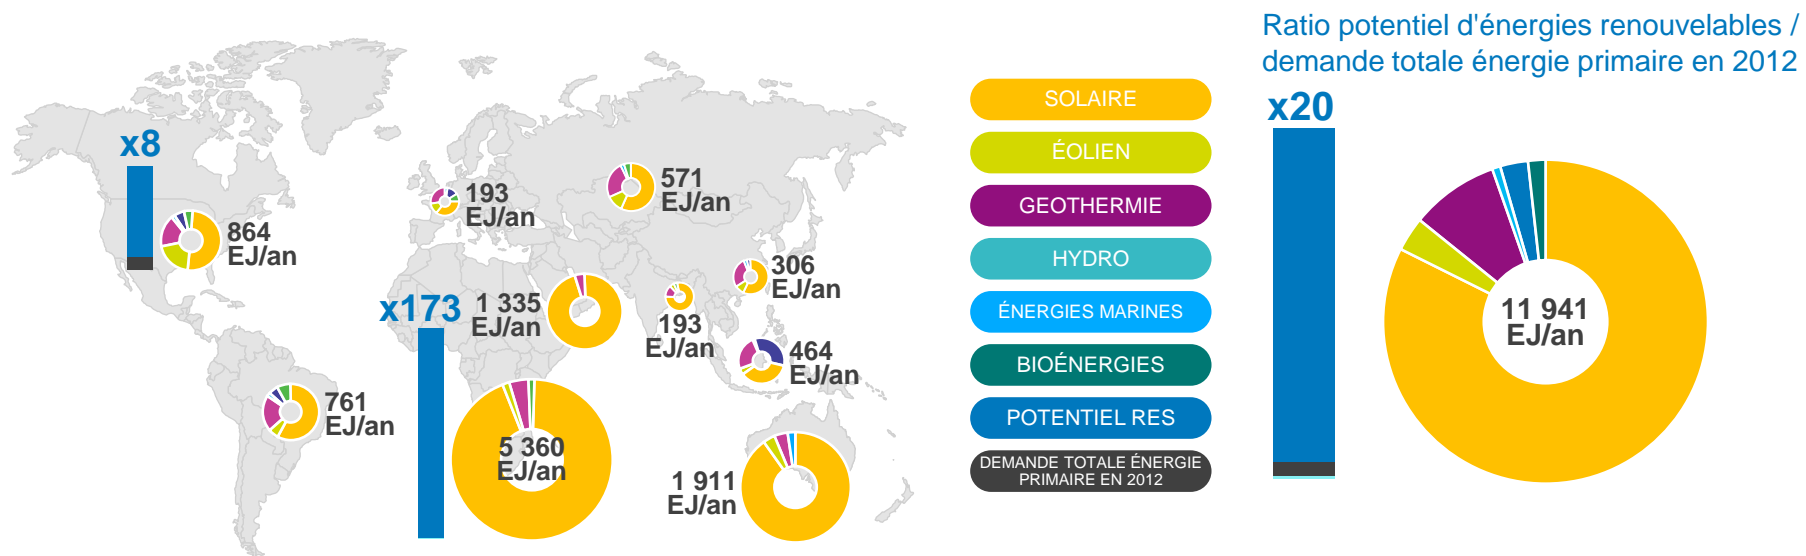 Ratio potentiel d'énergies renouvelables /
demande totale énergie primaire en 2012
x8
864
EJ/an
193
EJ/an
571
EJ/an
306
EJ/an
x173
1 335
EJ/an
193
EJ/an
464
EJ/an
761
EJ/an
5 360
EJ/an
1 911
EJ/an
SOLAIRE
ÉOLIEN
GEOTHERMIE
HYDRO
ÉNERGIES MARINES
BIOÉNERGIES
POTENTIEL RES
DEMANDE TOTALE ÉNERGIE
PRIMAIRE EN 2012
x20
11 941
EJ/an